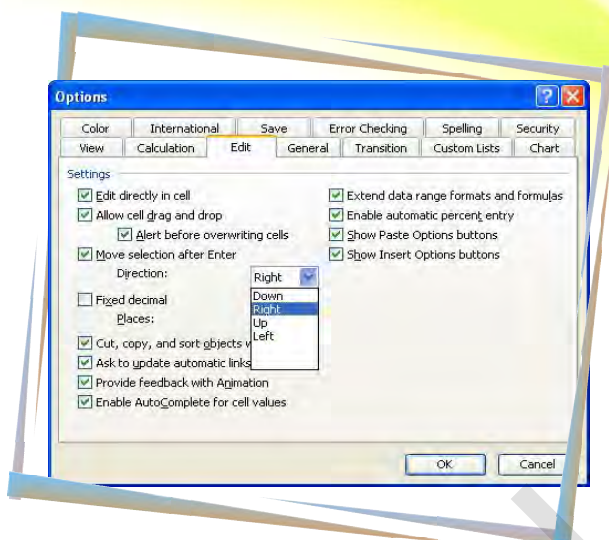 Options
Color International Save Error Checking Spelling Security
View Calculation Edit General Transition Custom Lists Chart
Settings
Edit directly in cell
Allow cell drag and drop
Alert before overwriting cells
Move selection after Enter
Direction: Right
Down
Right
Up
Left
Fixed decimal
Places:
Cut, copy, and sort objects
Ask to update automatic links
Provide feedback with Animation
Enable AutoComplete for cell values
Extend data range formats and formulas
Enable automatic percent entry
Show Paste Options buttons
Show Insert Options buttons
OK Cancel